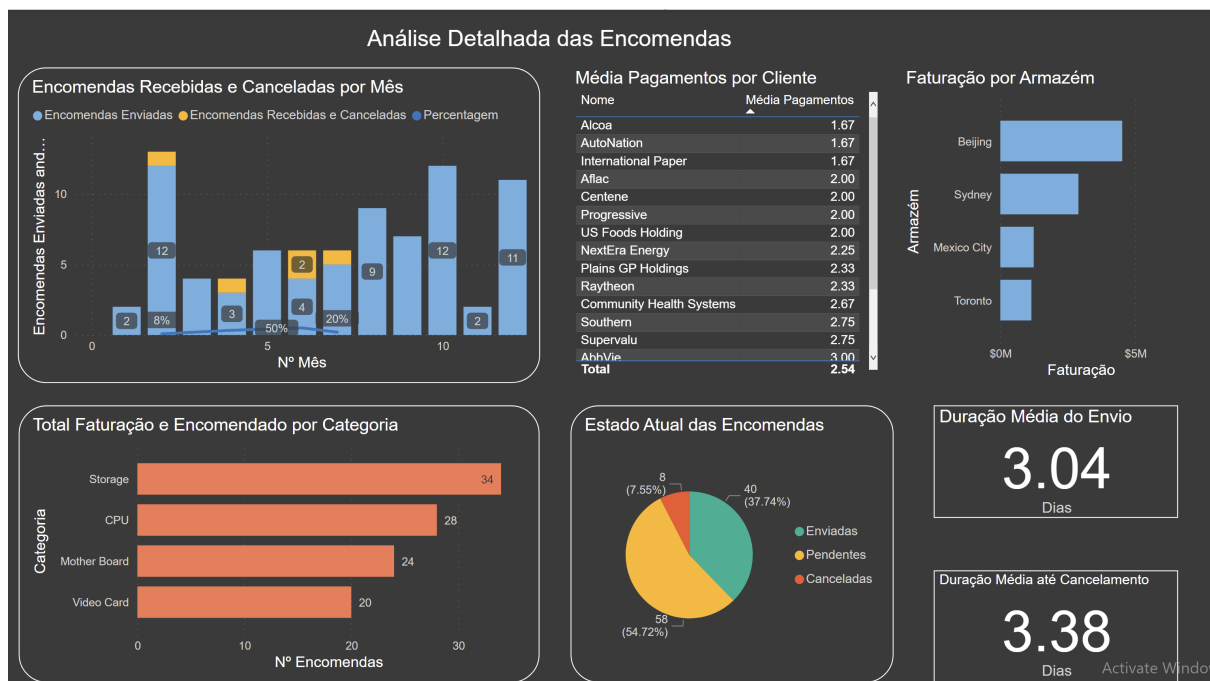 Análise Detalhada das Encomendas
Encomendas Recebidas e Canceladas por Mês
Encomendas Enviadas Encomendas Recebidas e Canceladas Percentagem
Encomendas Enviadas and...
10
5
0
2
12
8%
3
2
4
50%
20%
9
12
2
11
0 5 10
Nº Mês
Média Pagamentos por Cliente
Nome Média Pagamentos
Alcoa 1.67
AutoNation 1.67
International Paper 1.67
Aflac 2.00
Centene 2.00
Progressive 2.00
US Foods Holding 2.00
NextEra Energy 2.25
Plains GP Holdings 2.33
Raytheon 2.33
Community Health Systems 2.67
Southern 2.75
Supervalu 2.75
AbbVie 3.00
Total 2.54
Faturação por Armazém
Armazém
Beijing
Sydney
Mexico City
Toronto
$0M $5M
Faturação
Total Faturação e Encomendado por Categoria
Categoria
Storage 34
CPU 28
Mother Board 24
Video Card 20
0 10 20 30
Nº Encomendas
Estado Atual das Encomendas
8
(7.55%)
40
(37.74%)
58
(54.72%)
Enviadas
Pendentes
Canceladas
Duração Média do Envio
3.04
Dias
Duração Média até Cancelamento
3.38
Dias
Activate Window